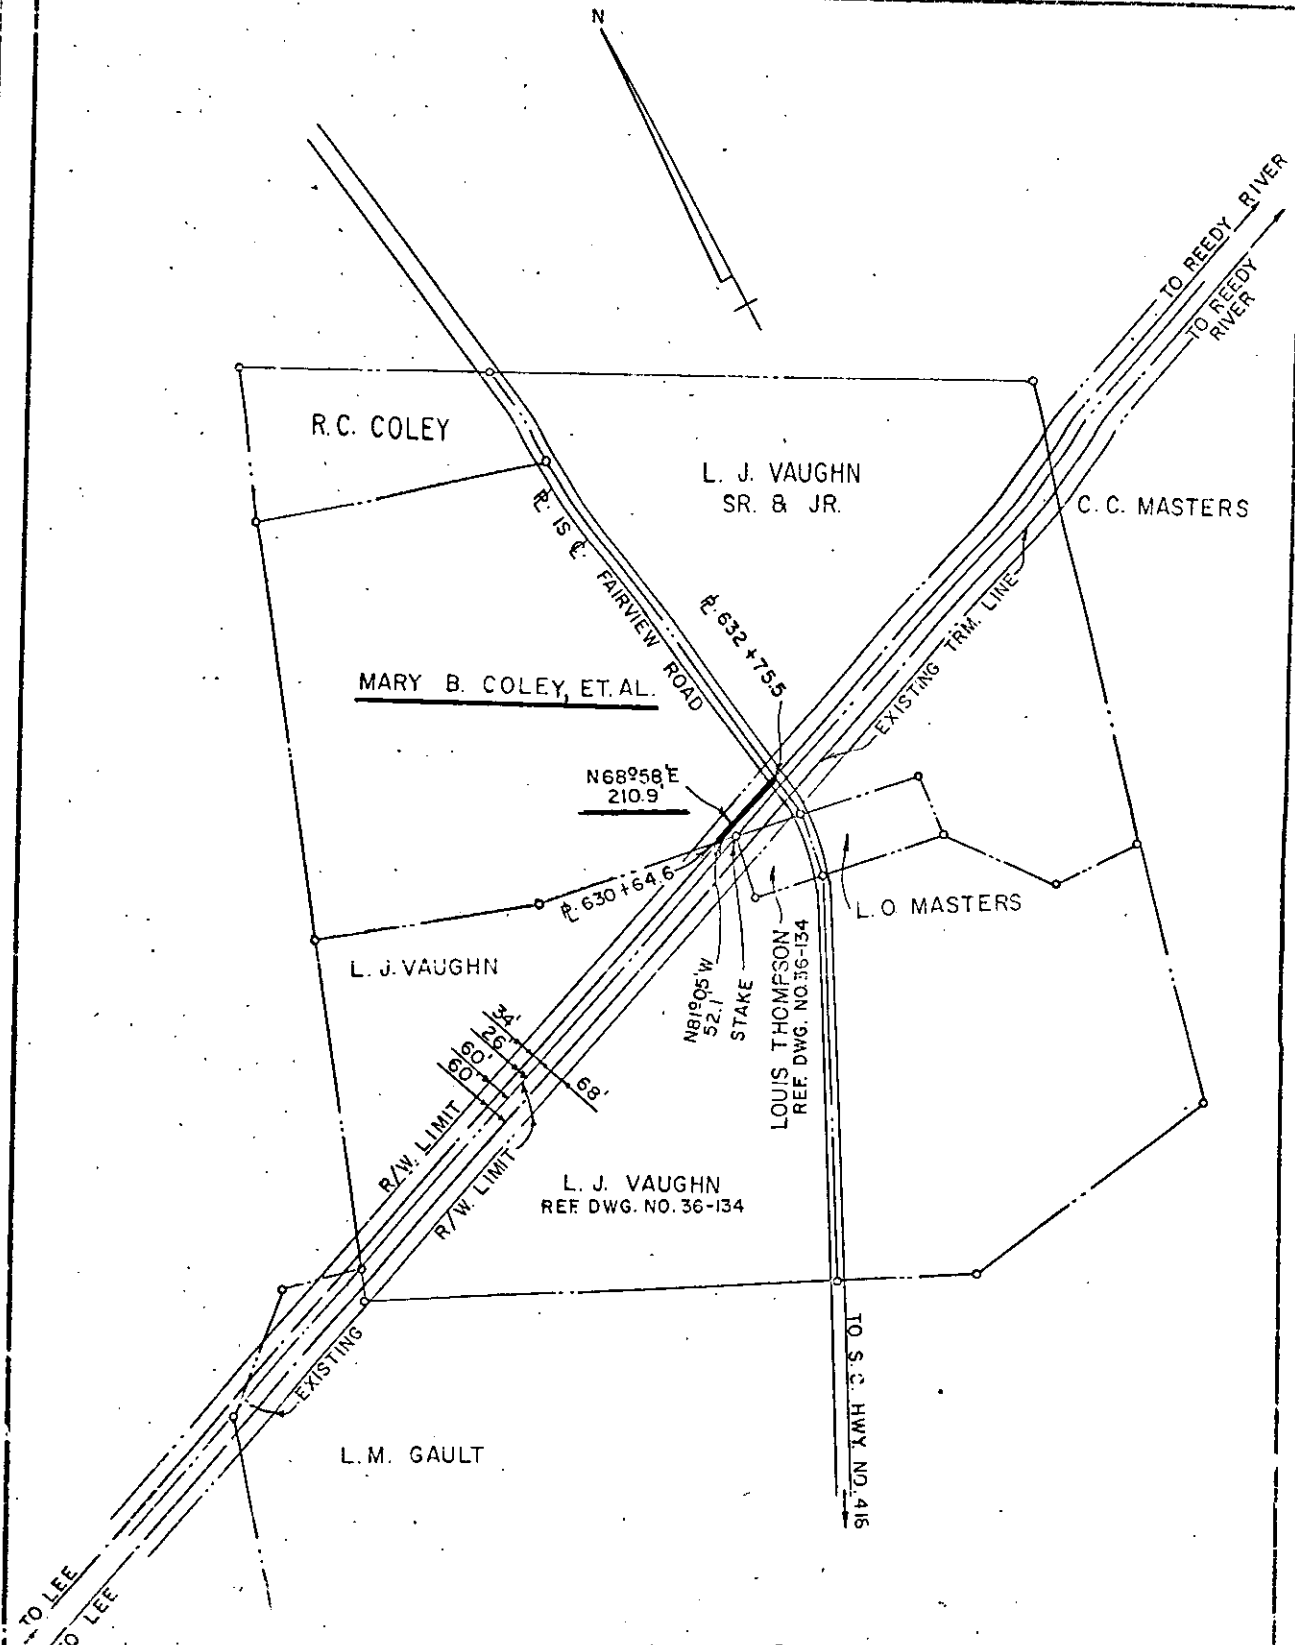 N
TO REEDY RIVER
TO REEDY
RIVER
R.C. COLEY
L. J. VAUGHN
SR. & JR.
C. C. MASTERS
℄ IS ℄ FAIRVIEW ROAD
℄ 632+75.5
EXISTING TRM. LINE
MARY B. COLEY, ET. AL.
N68°58'E
210.9'
℄ 630+64.6
L. O. MASTERS
L. J. VAUGHN
N81°05'W
52.1'
STAKE
LOUIS THOMPSON
REF. DWG. NO. 36-134
34'
26'
60'
60'
68'
R/W. LIMIT
R/W. LIMIT
L. J. VAUGHN
REF. DWG. NO. 36-134
EXISTING
L. M. GAULT
TO S.C. HWY. NO. 418
TO LEE
TO LEE